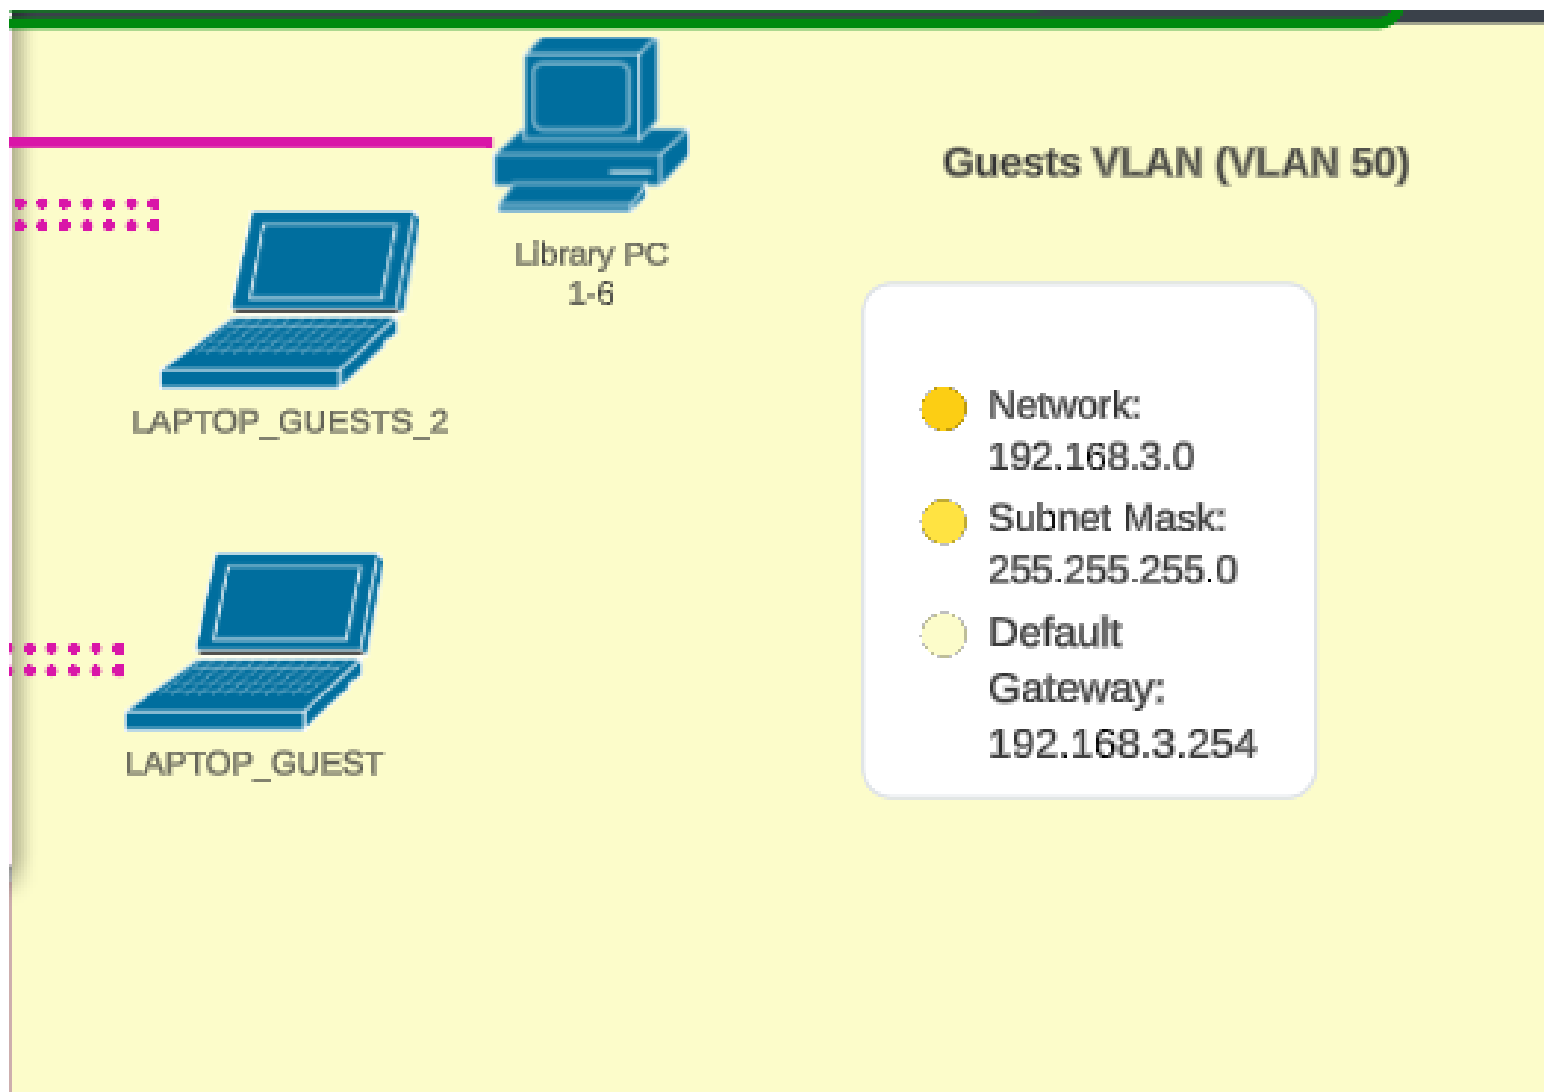 Guests VLAN (VLAN 50)
Library PC
1-6
LAPTOP_GUESTS_2
LAPTOP_GUEST
Network:
192.168.3.0
Subnet Mask:
255.255.255.0
Default
Gateway:
192.168.3.254